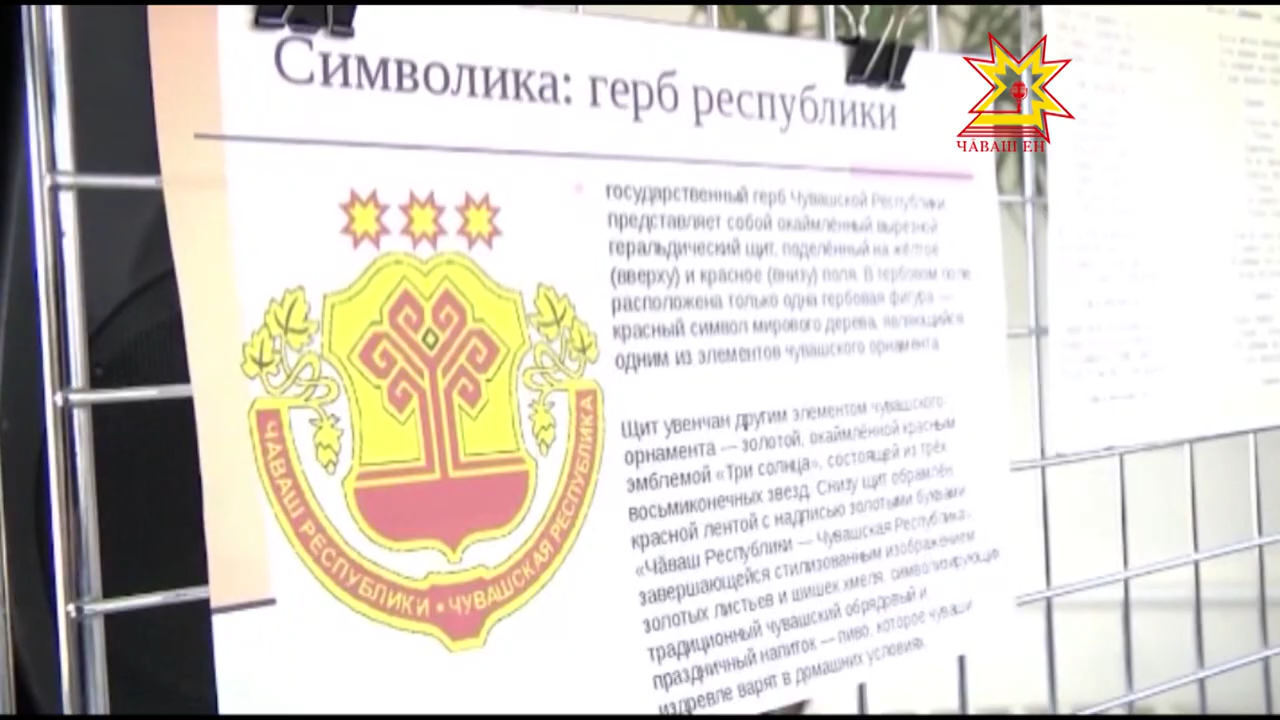 Символика: герб республики
ЧӐВАШ ЕН
государственный герб Чувашской Республики
представляет собой окаймлённый вырезной
геральдический щит, поделённый на жёлтое
(вверху) и красное (внизу) поля. В гербовом поле
расположена только одна гербовая фигура —
красный символ мирового дерева, являющийся
одним из элементов чувашского орнамента
Щит увенчан другим элементом чувашского
орнамента — золотой, окаймлённой красным
эмблемой «Три солнца», состоящей из трёх
восьмиконечных звезд. Снизу щит обрамлён
красной лентой с надписью золотыми буквами
«Чӑваш Республики — Чувашская Республика»,
завершающейся стилизованным изображением
золотых листьев и шишек хмеля, символизирующие
традиционный чувашский обрядовый и
праздничный напиток — пиво, которое чуваши
издревле варят в домашних условиях.
ЧӐВАШ РЕСПУБЛИКИ • ЧУВАШСКАЯ РЕСПУБЛИКА